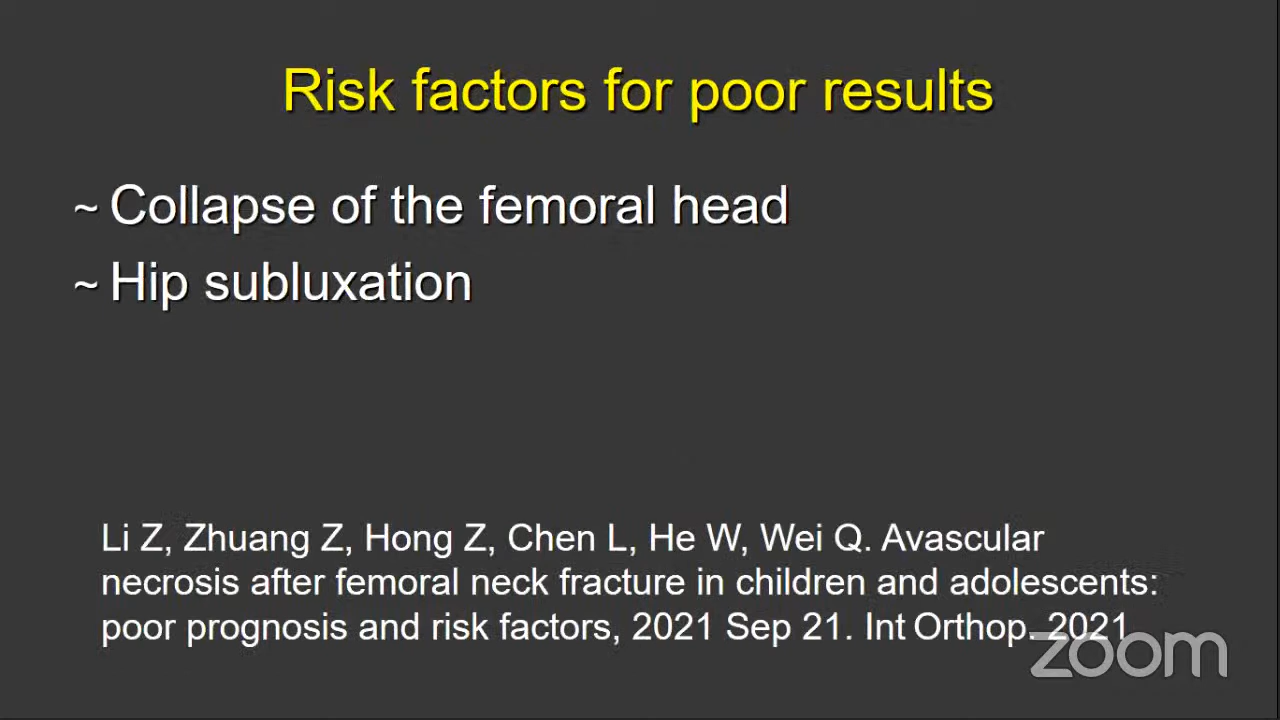 Risk factors for poor results
~ Collapse of the femoral head
~ Hip subluxation
Li Z, Zhuang Z, Hong Z, Chen L, He W, Wei Q. Avascular
necrosis after femoral neck fracture in children and adolescents:
poor prognosis and risk factors, 2021 Sep 21. Int Orthop. 2021
zoom